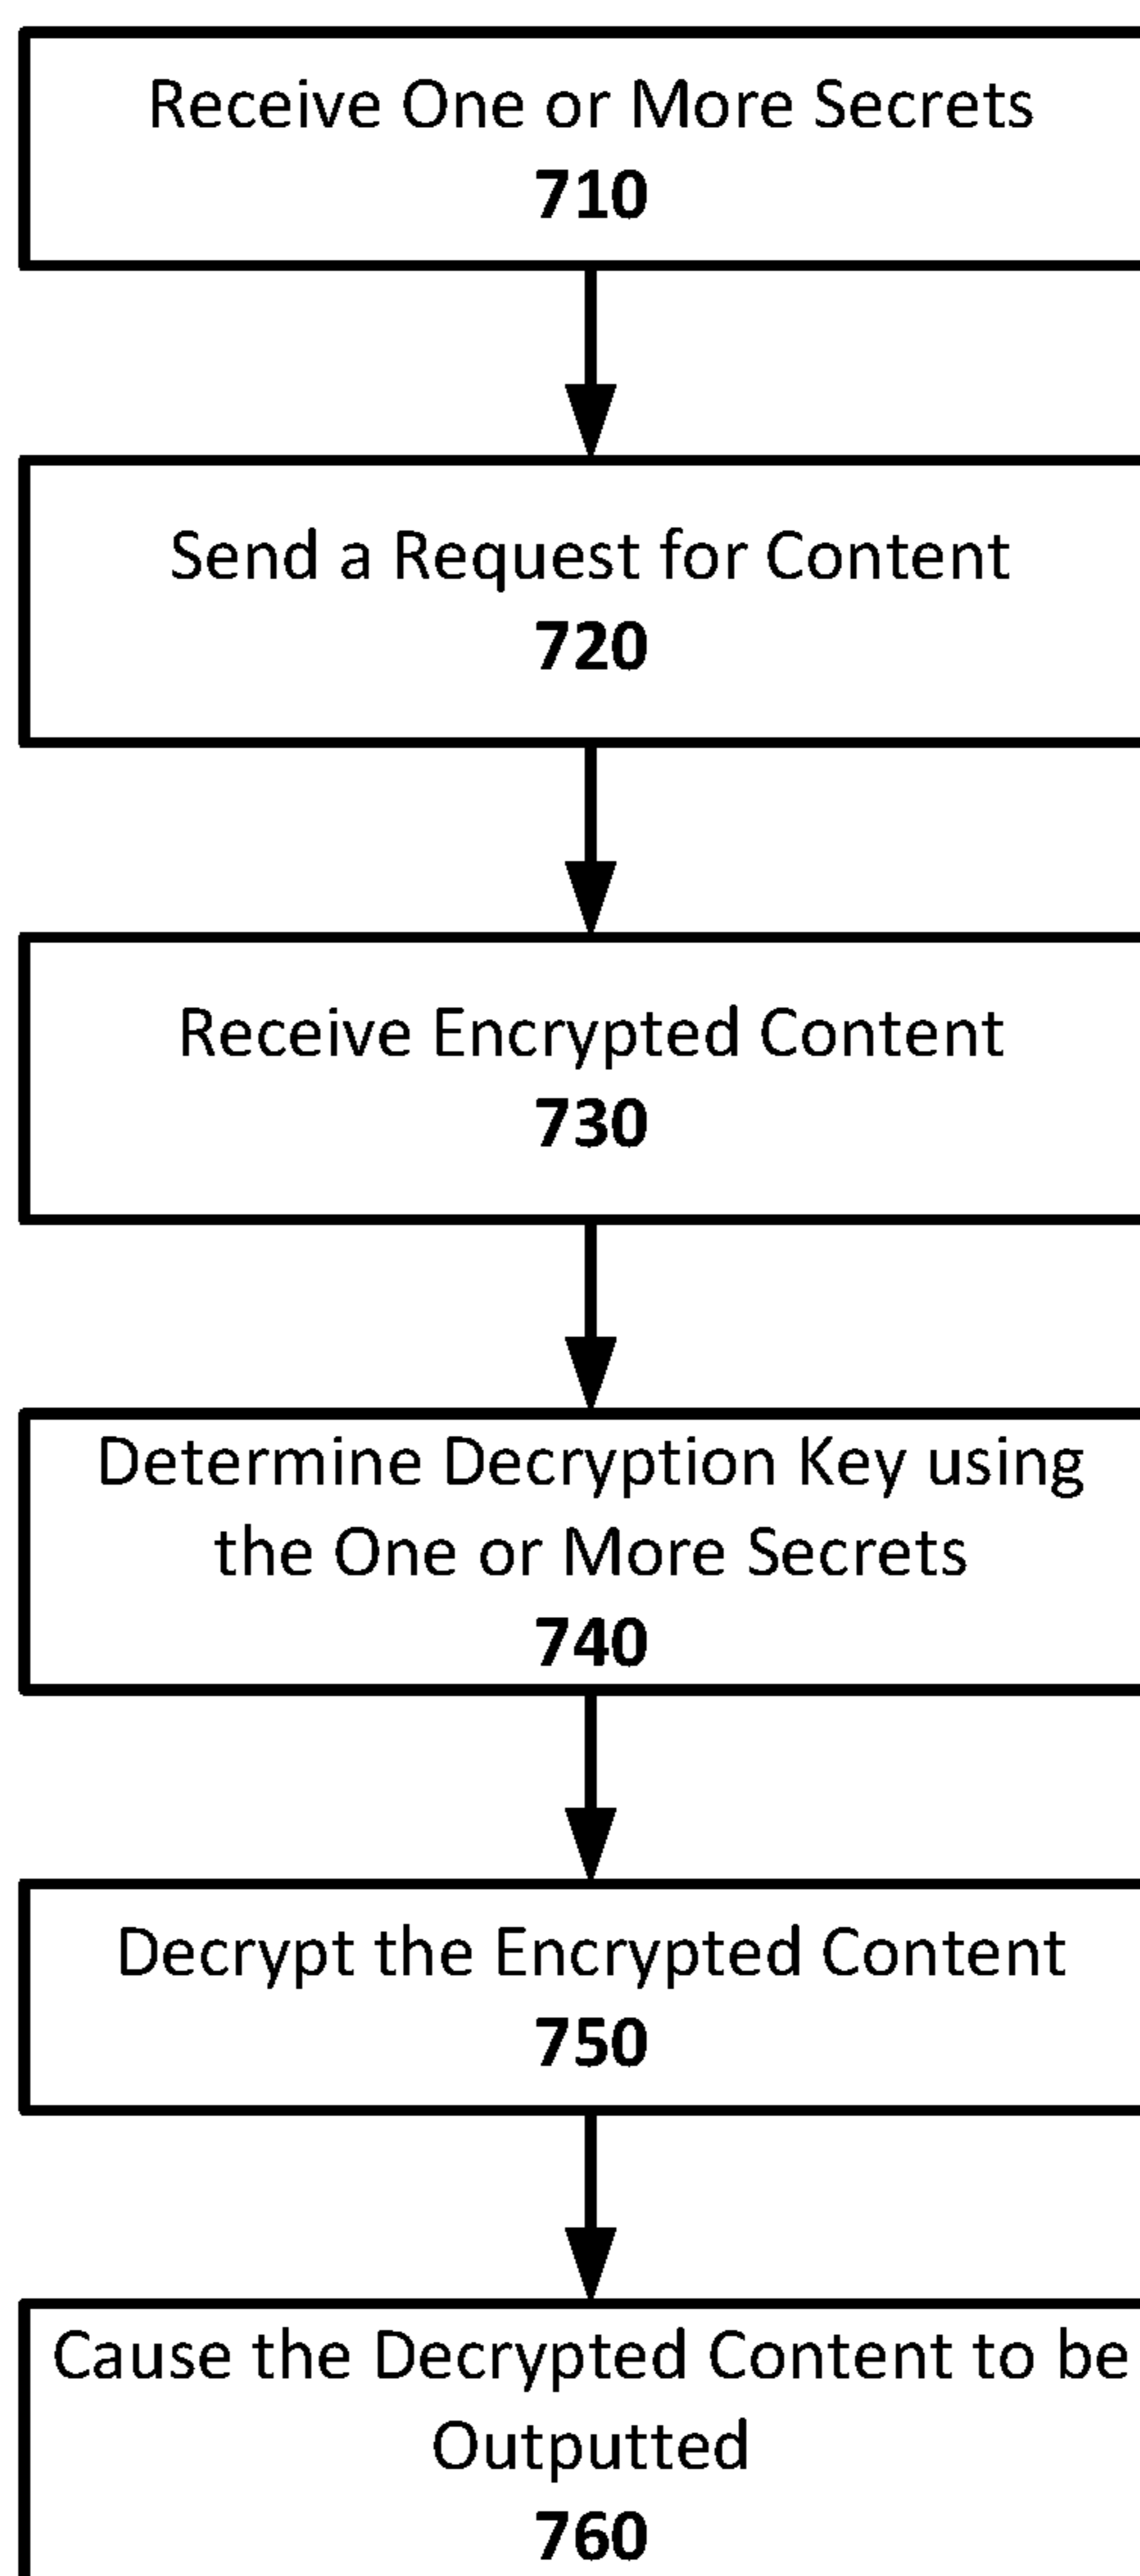 Receive One or More Secrets
710
Send a Request for Content
720
Receive Encrypted Content
730
Determine Decryption Key using
the One or More Secrets
740
Decrypt the Encrypted Content
750
Cause the Decrypted Content to be
Outputted
760